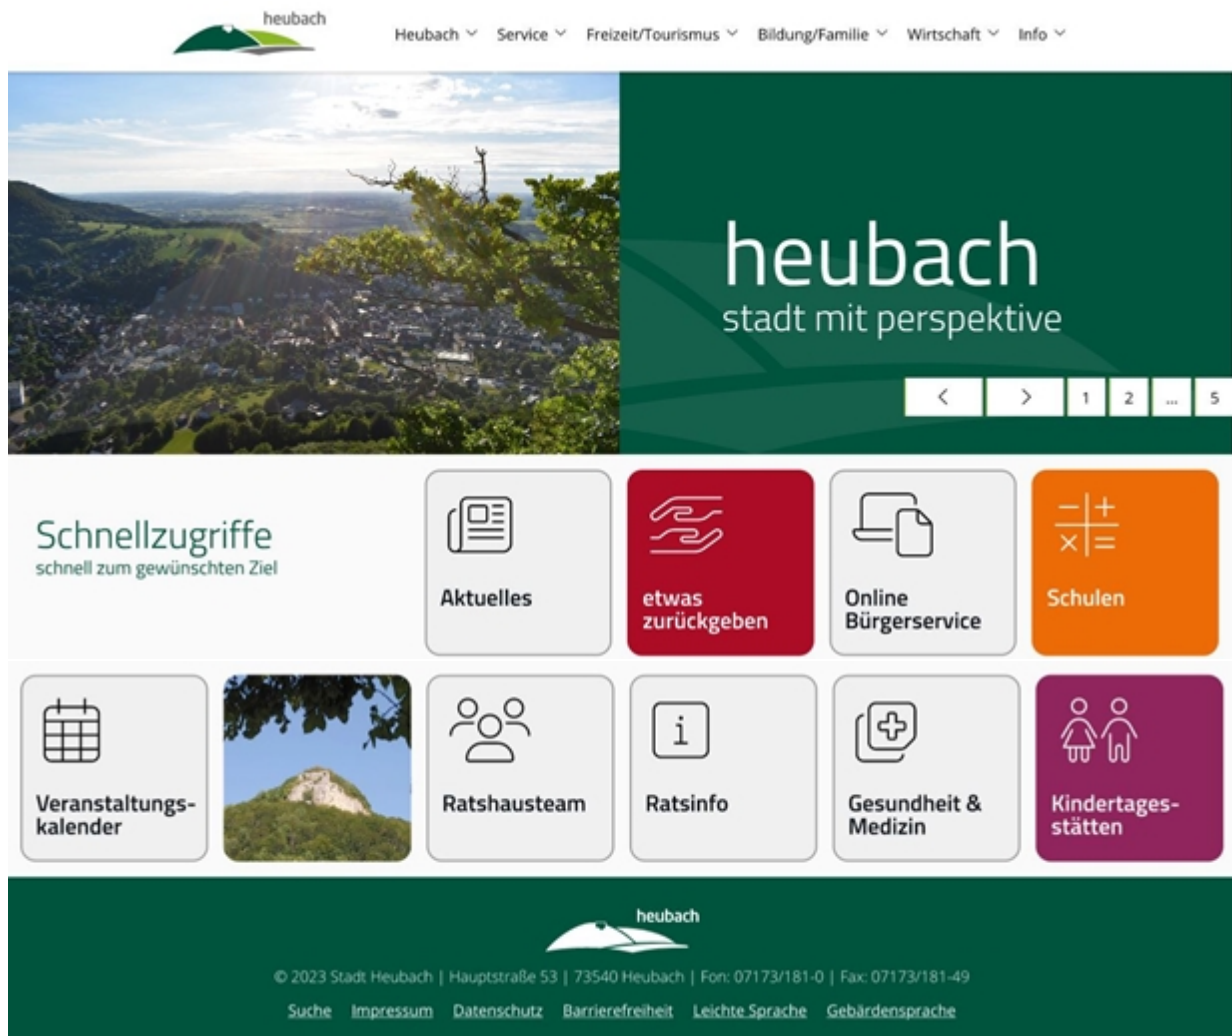 heubach
Heubach Service Freizeit/Tourismus Bildung/Familie Wirtschaft Info
heubach
stadt mit perspektive
< > 1 2 ... 5
Schnellzugriffe
schnell zum gewünschten Ziel
Aktuelles
etwas
zurückgeben
Online
Bürgerservice
Schulen
Veranstaltungs-
kalender
Ratshausteam
Ratsinfo
Gesundheit &
Medizin
Kindertages-
stätten
heubach
© 2023 Stadt Heubach | Hauptstraße 53 | 73540 Heubach | Fon: 07173/181-0 | Fax: 07173/181-49
Suche Impressum Datenschutz Barrierefreiheit Leichte Sprache Gebärdensprache